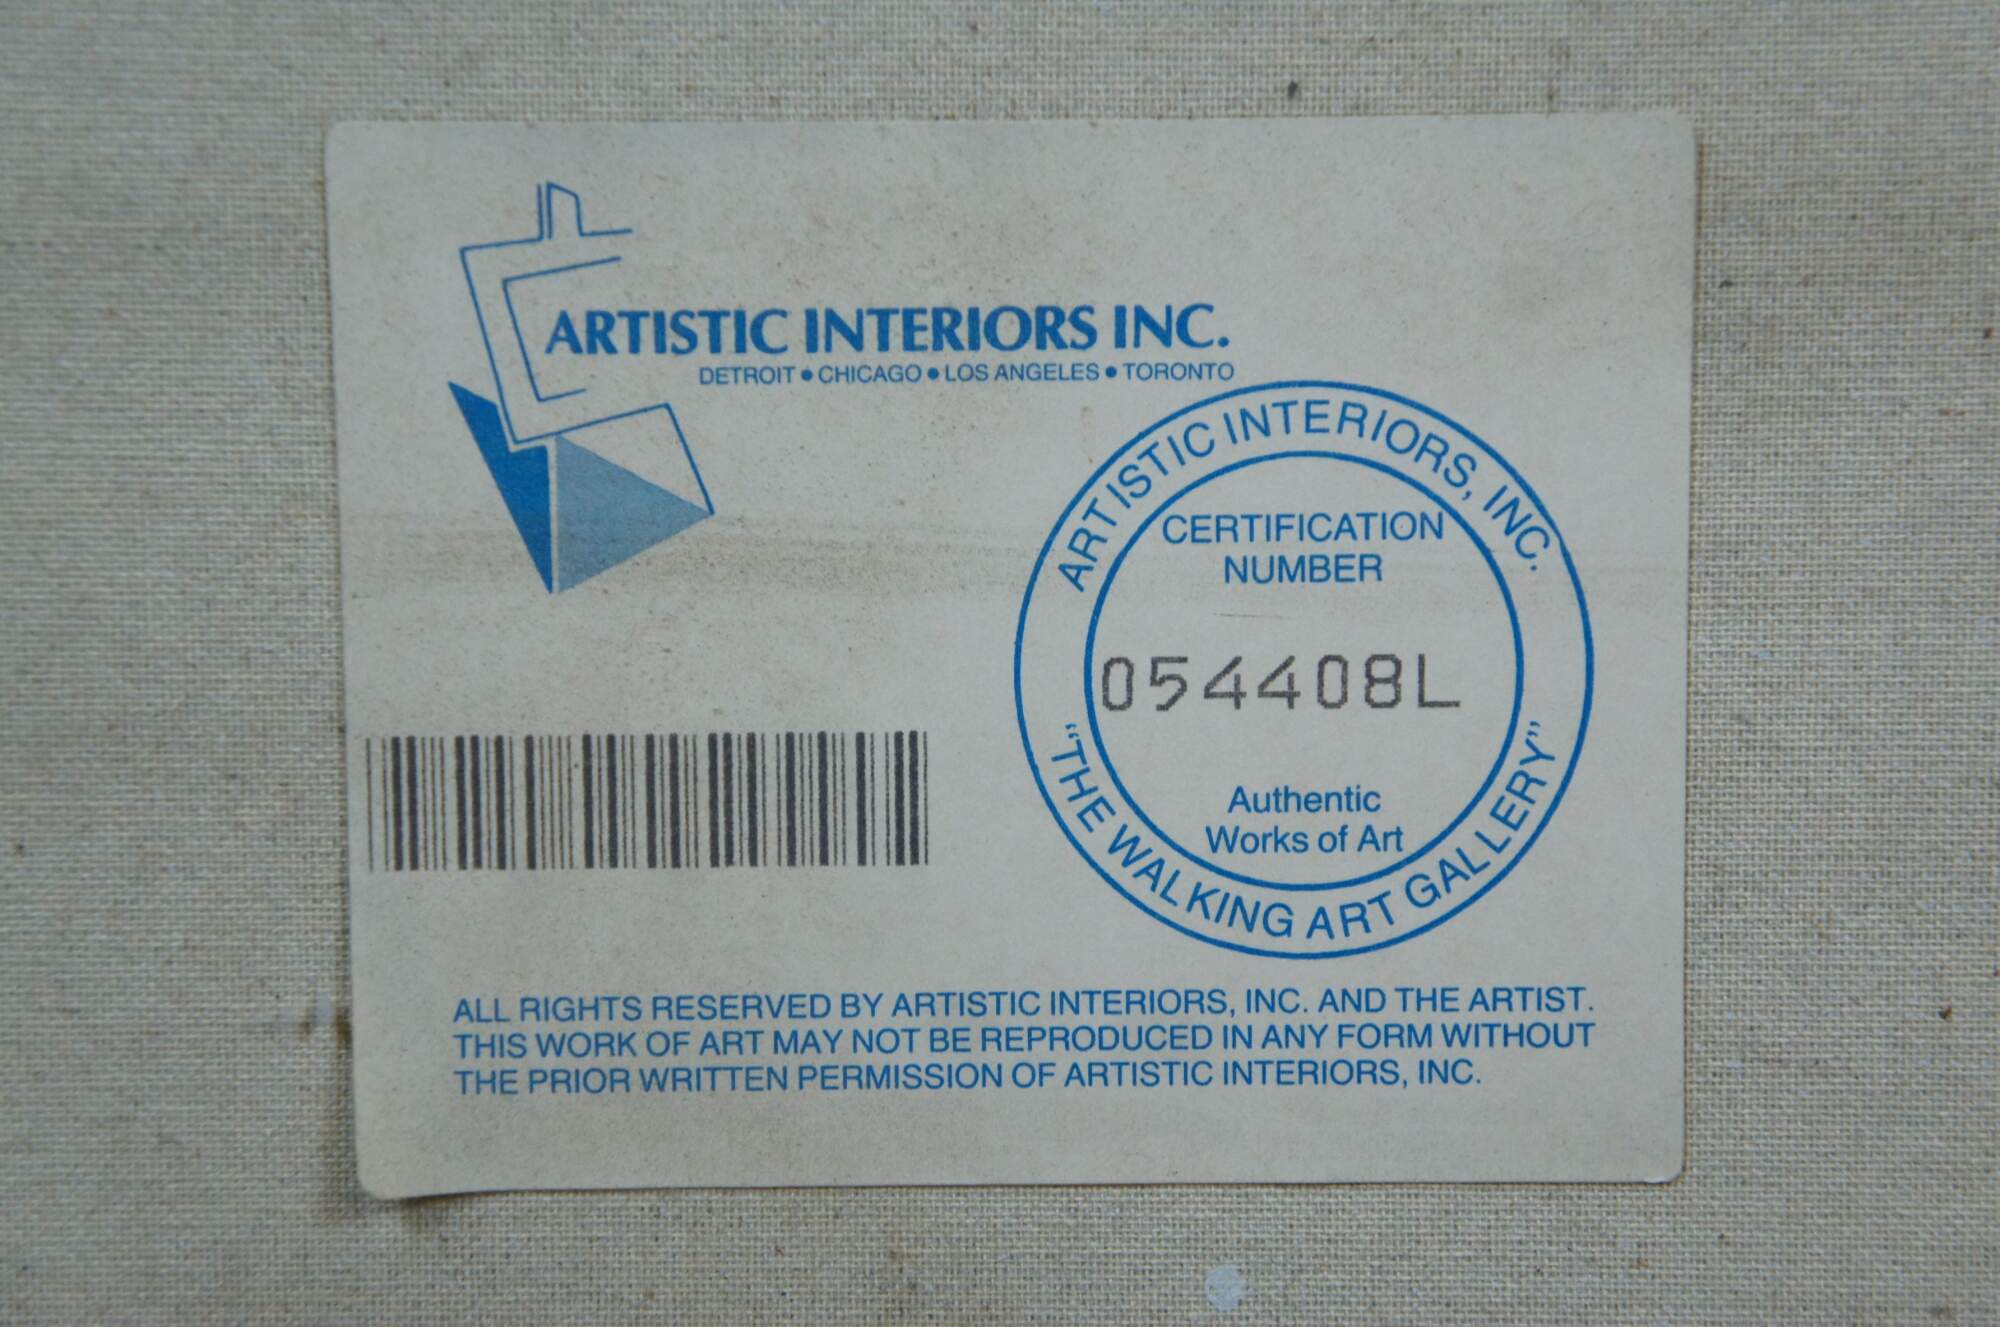 ARTISTIC INTERIORS INC.
DETROIT • CHICAGO • LOS ANGELES • TORONTO
ARTISTIC INTERIORS, INC.
CERTIFICATION
NUMBER
054408L
Authentic
Works of Art
"THE WALKING ART GALLERY"
ALL RIGHTS RESERVED BY ARTISTIC INTERIORS, INC. AND THE ARTIST.
THIS WORK OF ART MAY NOT BE REPRODUCED IN ANY FORM WITHOUT
THE PRIOR WRITTEN PERMISSION OF ARTISTIC INTERIORS, INC.